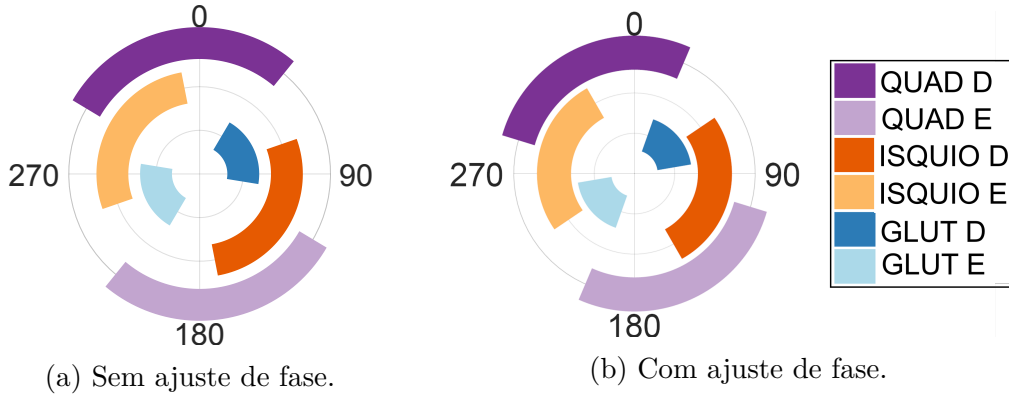 0
270
90
180
(a) Sem ajuste de fase.
0
270
90
180
(b) Com ajuste de fase.
QUAD D
QUAD E
ISQUIO D
ISQUIO E
GLUT D
GLUT E